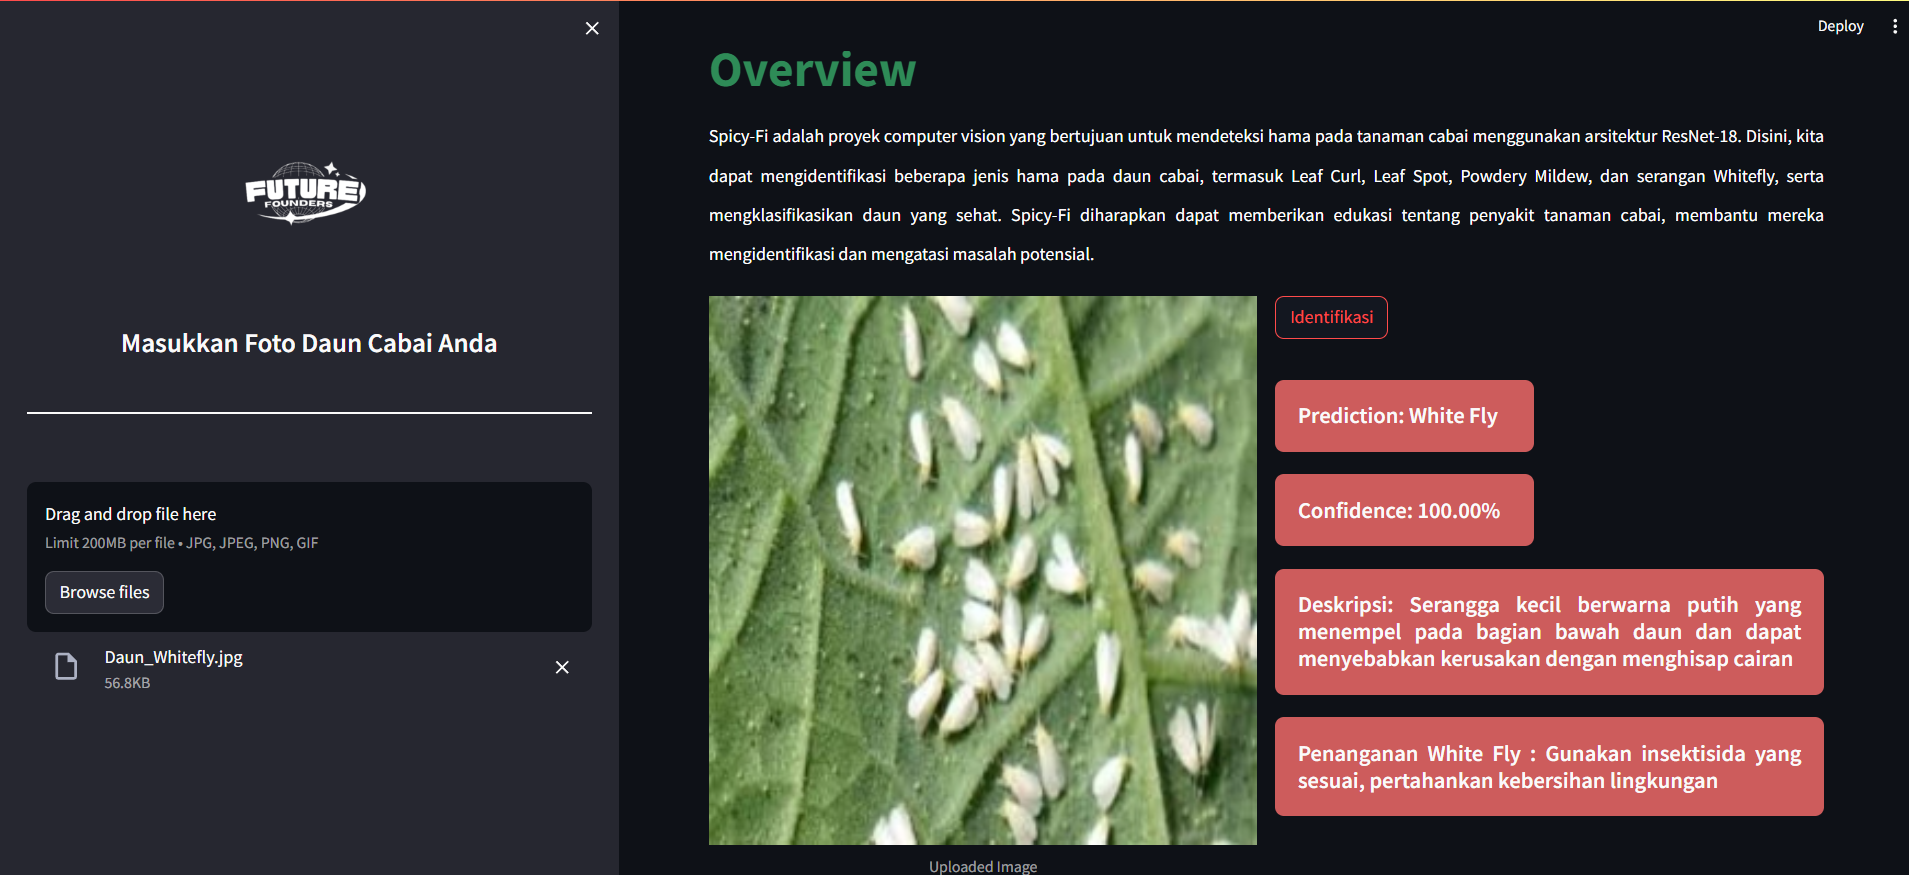 FUTURE
FOUNDERS
Masukkan Foto Daun Cabai Anda
Drag and drop file here
Limit 200MB per file • JPG, JPEG, PNG, GIF
Browse files
Daun_Whitefly.jpg
56.8KB
Deploy
Overview
Spicy-Fi adalah proyek computer vision yang bertujuan untuk mendeteksi hama pada tanaman cabai menggunakan arsitektur ResNet-18. Disini, kita
dapat mengidentifikasi beberapa jenis hama pada daun cabai, termasuk Leaf Curl, Leaf Spot, Powdery Mildew, dan serangan Whitefly, serta
mengklasifikasikan daun yang sehat. Spicy-Fi diharapkan dapat memberikan edukasi tentang penyakit tanaman cabai, membantu mereka
mengidentifikasi dan mengatasi masalah potensial.
Identifikasi
Prediction: White Fly
Confidence: 100.00%
Deskripsi: Serangga kecil berwarna putih yang
menempel pada bagian bawah daun dan dapat
menyebabkan kerusakan dengan menghisap cairan
Penanganan White Fly : Gunakan insektisida yang
sesuai, pertahankan kebersihan lingkungan
Uploaded Image